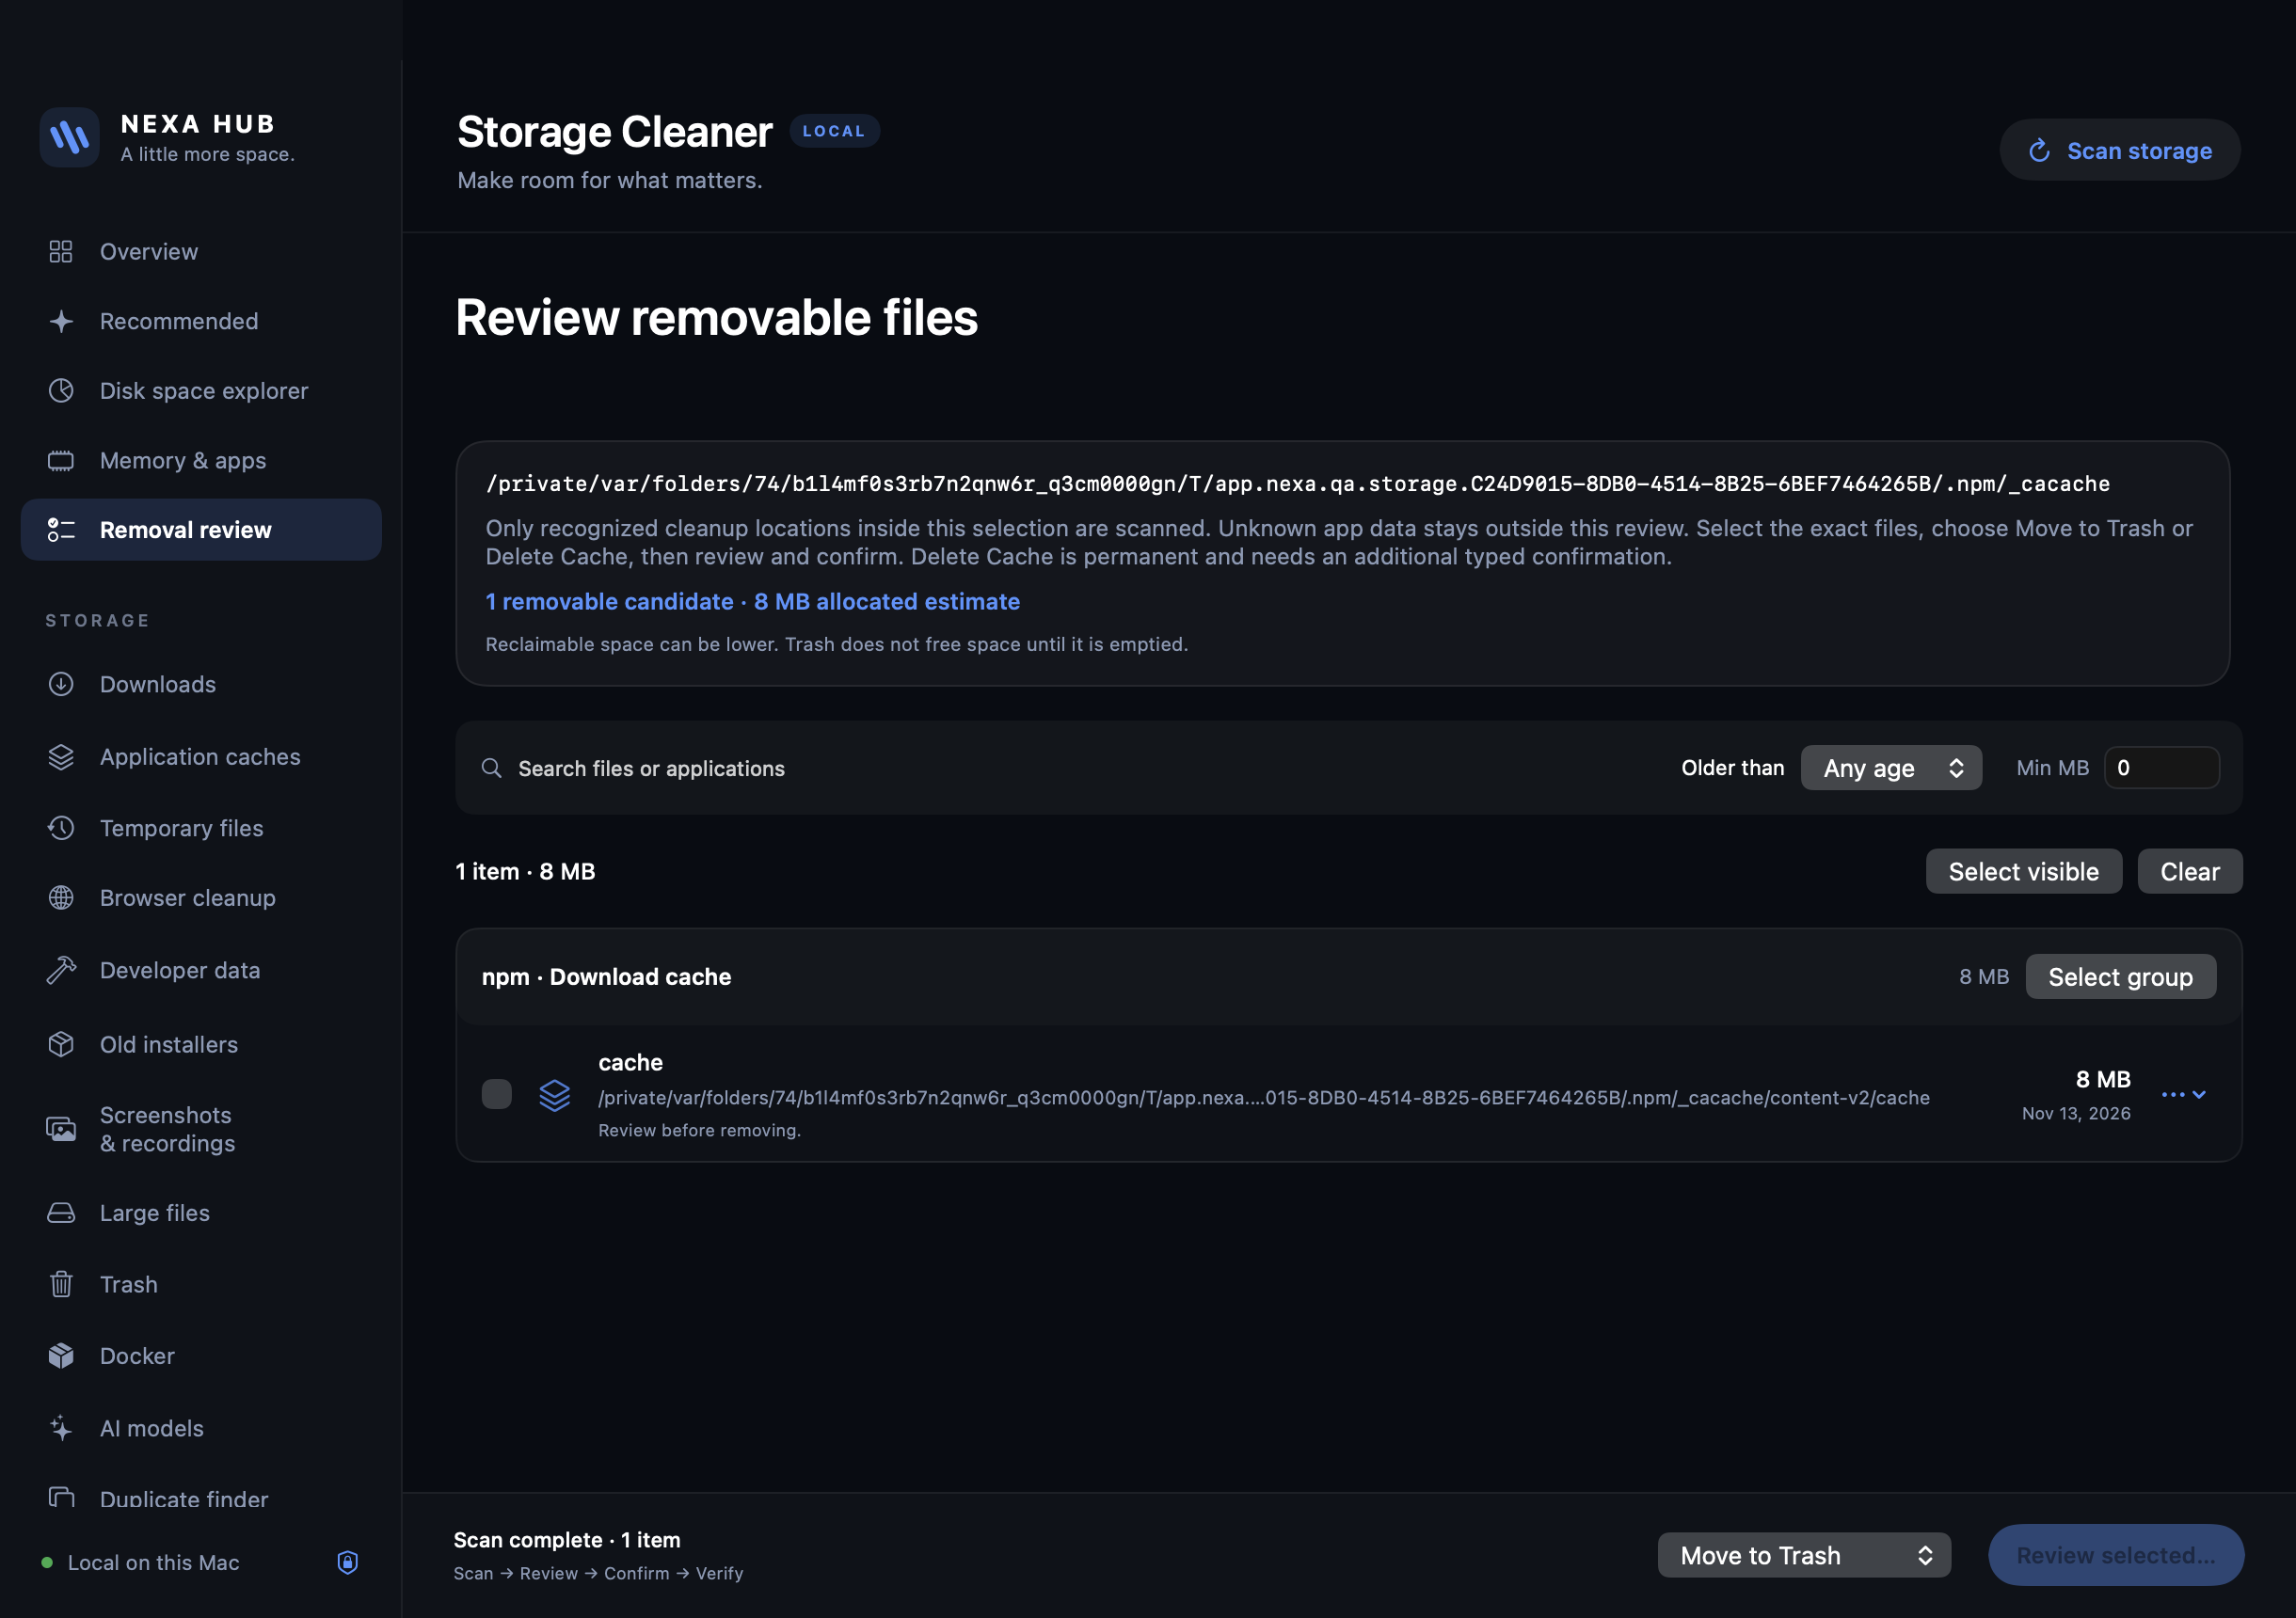 NEXA HUB
A little more space.
Overview
Recommended
Disk space explorer
Memory & apps
Removal review
STORAGE
Downloads
Application caches
Temporary files
Browser cleanup
Developer data
Old installers
Screenshots
& recordings
Large files
Trash
Docker
AI models
Duplicate finder
Local on this Mac
Storage Cleaner LOCAL
Make room for what matters.
Scan storage
Review removable files
/private/var/folders/74/b1l4mf0s3rb7n2qnw6r_q3cm0000gn/T/app.nexa.qa.storage.C24D9015-8DB0-4514-8B25-6BEF7464265B/.npm/_cacache
Only recognized cleanup locations inside this selection are scanned. Unknown app data stays outside this review. Select the exact files, choose Move to Trash or
Delete Cache, then review and confirm. Delete Cache is permanent and needs an additional typed confirmation.
1 removable candidate · 8 MB allocated estimate
Reclaimable space can be lower. Trash does not free space until it is emptied.
Search files or applications
Older than Any age Min MB 0
1 item · 8 MB
Select visible Clear
npm · Download cache
8 MB Select group
cache
/private/var/folders/74/b1l4mf0s3rb7n2qnw6r_q3cm0000gn/T/app.nexa....015-8DB0-4514-8B25-6BEF7464265B/.npm/_cacache/content-v2/cache
Review before removing.
8 MB
Nov 13, 2026
Scan complete · 1 item
Scan → Review → Confirm → Verify
Move to Trash
Review selected...